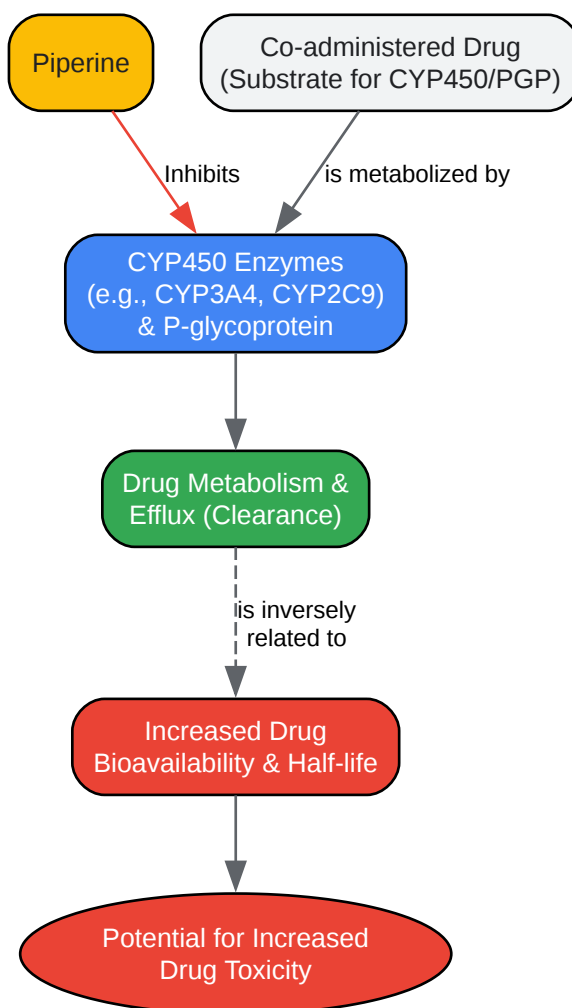 Piperine
Co-administered Drug
(Substrate for CYP450/PGP)
Inhibits
is metabolized by
CYP450 Enzymes
(e.g., CYP3A4, CYP2C9)
& P-glycoprotein
Drug Metabolism &
Efflux (Clearance)
is inversely
related to
Increased Drug
Bioavailability & Half-life
Potential for Increased
Drug Toxicity